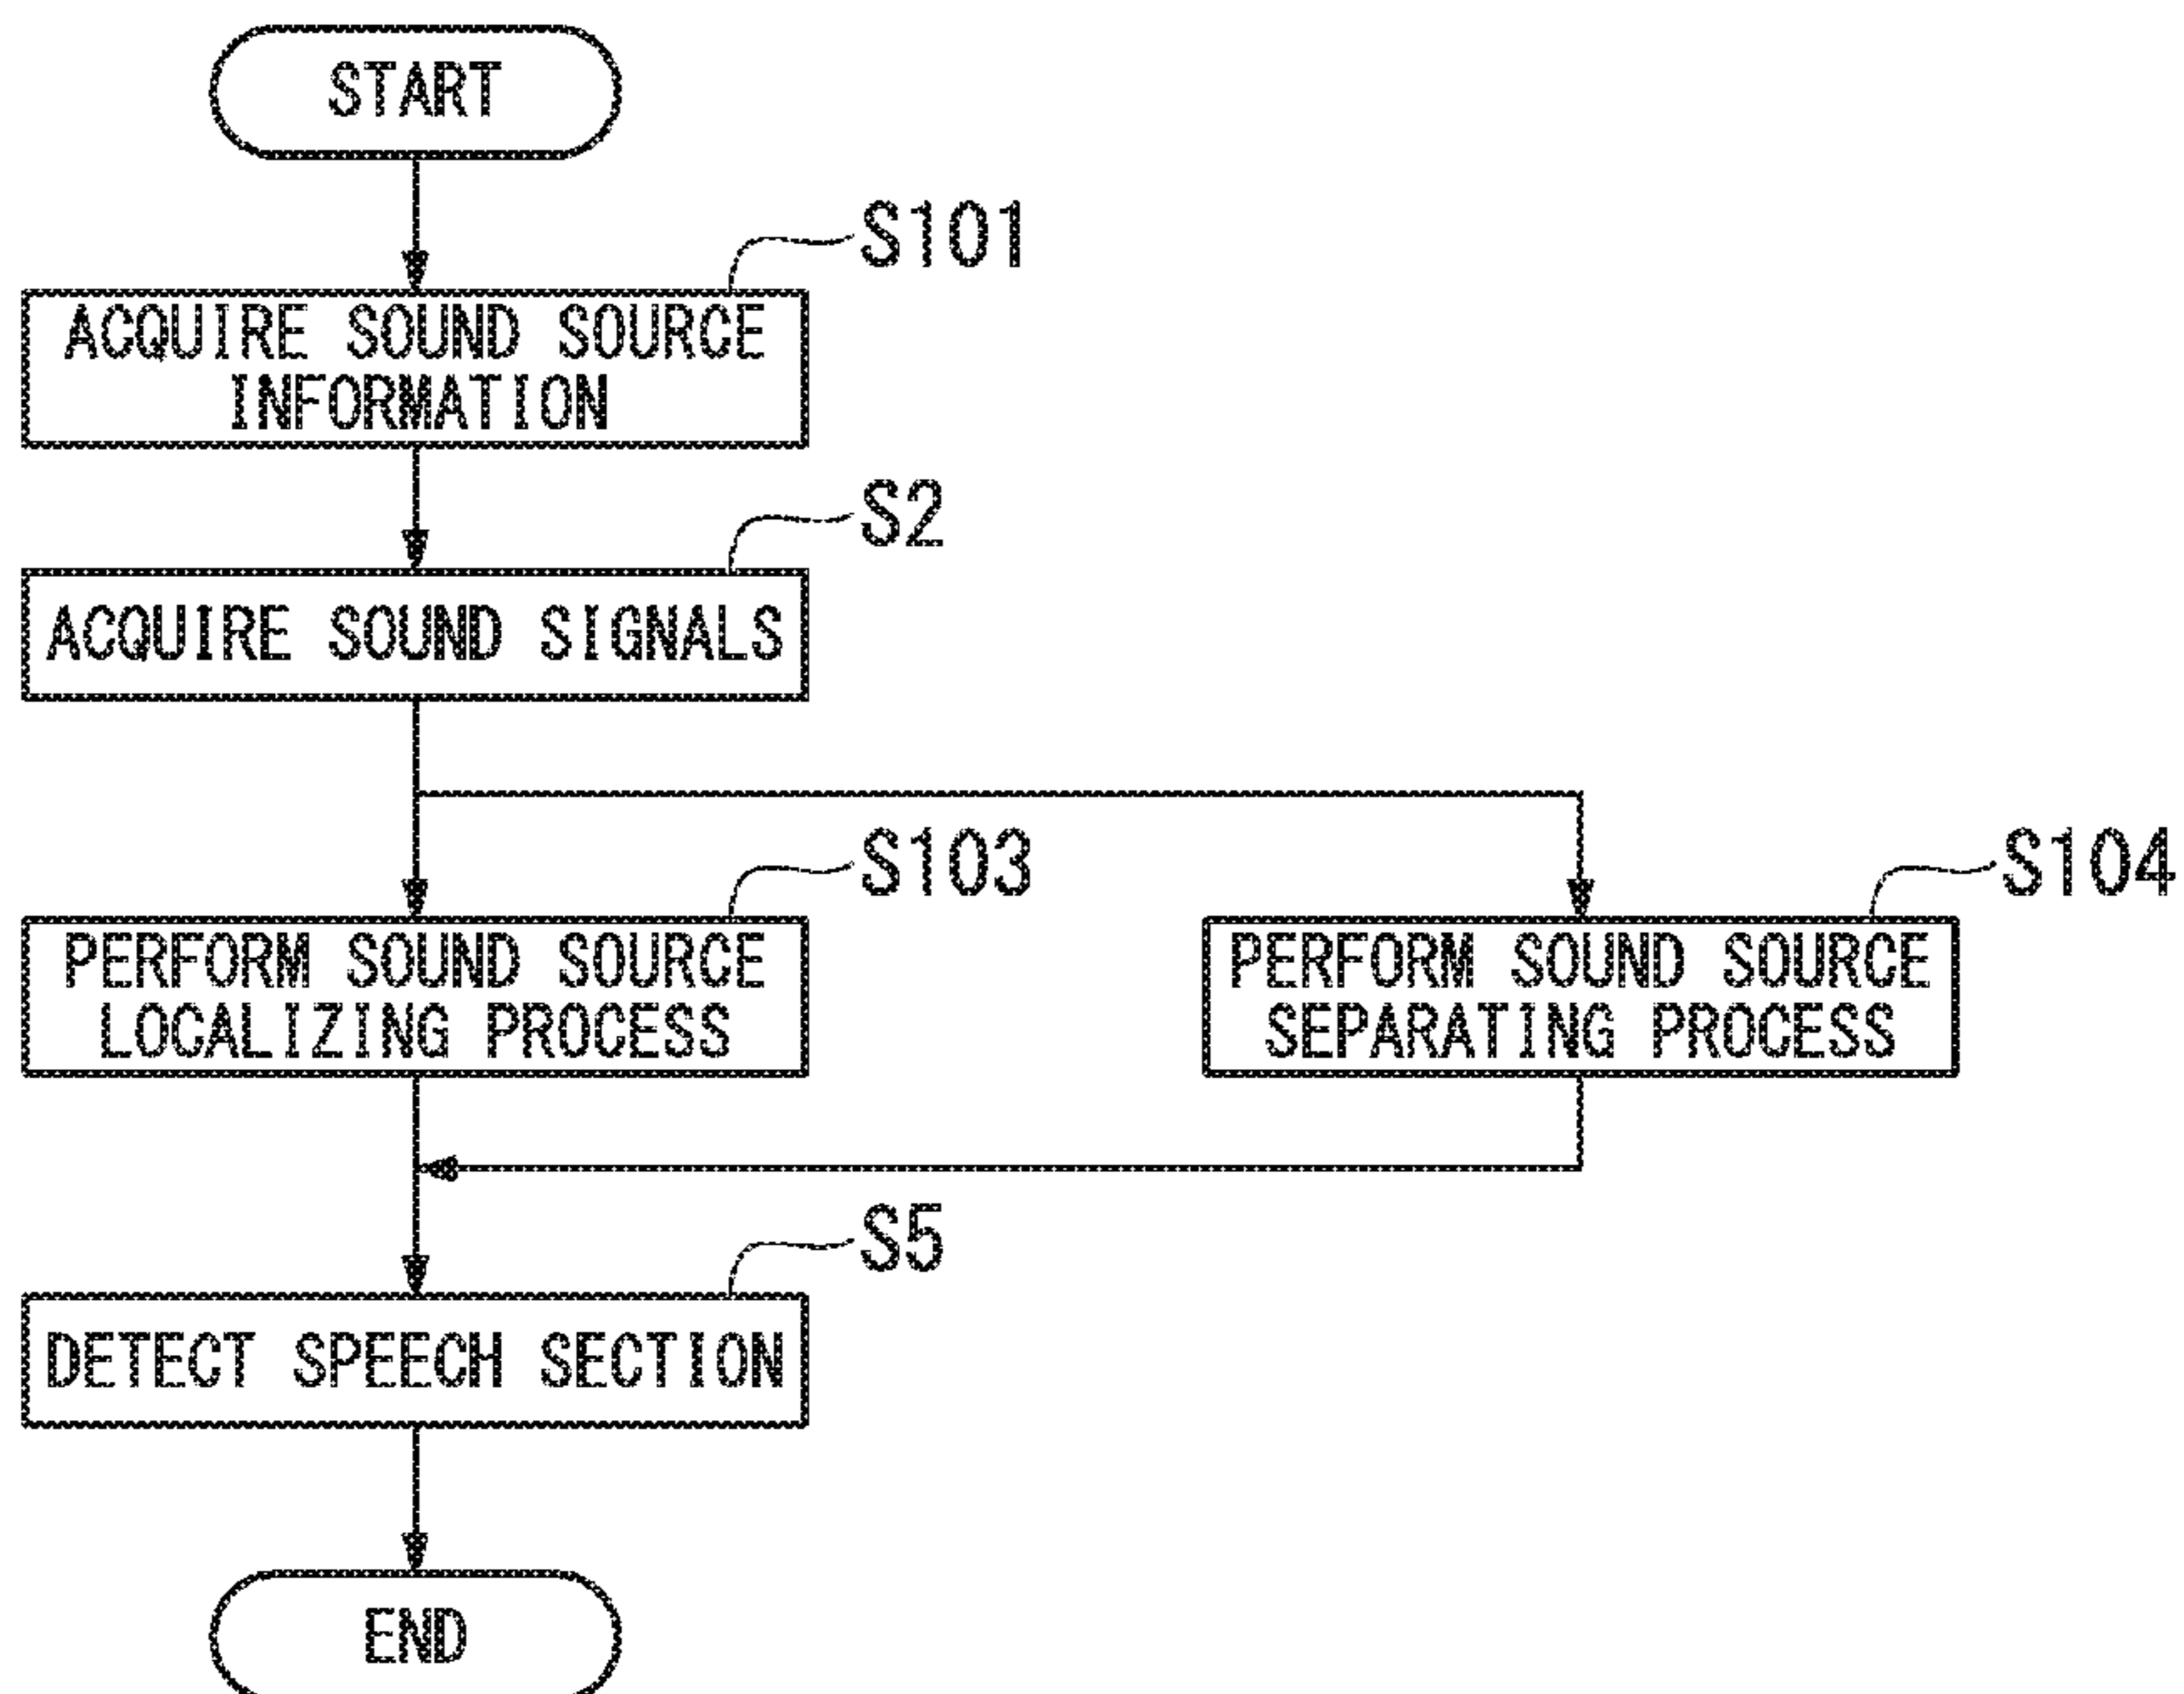 START
S101
ACQUIRE SOUND SOURCE
INFORMATION
S2
ACQUIRE SOUND SIGNALS
S103
PERFORM SOUND SOURCE
LOCALIZING PROCESS
S104
PERFORM SOUND SOURCE
SEPARATING PROCESS
S5
DETECT SPEECH SECTION
END